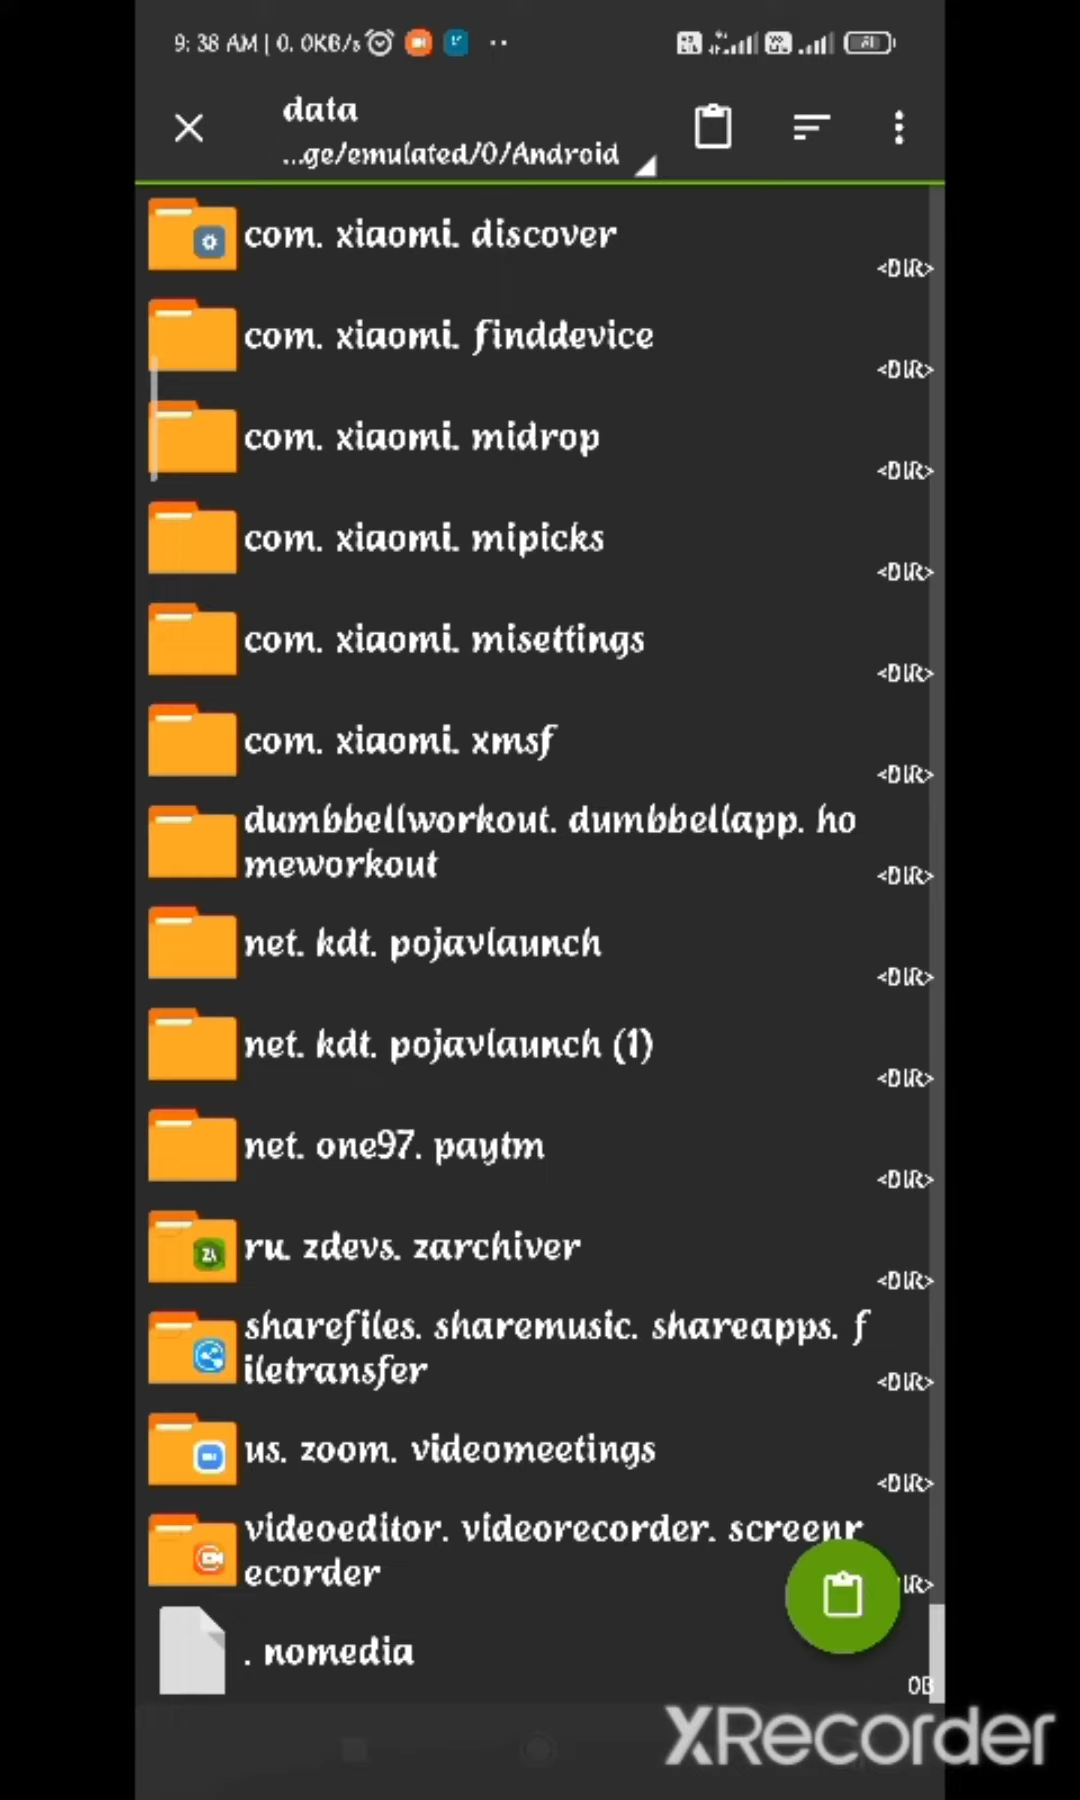 9: 38 AM | 0. 0KB/s
data
...ge/emulated/0/Android
com. xiaomi. discover
<DIR>
com. xiaomi. finddevice
<DIR>
com. xiaomi. midrop
<DIR>
com. xiaomi. mipicks
<DIR>
com. xiaomi. misettings
<DIR>
com. xiaomi. xmsf
<DIR>
dumbbellworkout. dumbbellapp. ho
meworkout
<DIR>
net. kdt. pojavlaunch
<DIR>
net. kdt. pojavlaunch (1)
<DIR>
net. one97. paytm
<DIR>
ru. zdevs. zarchiver
<DIR>
sharefiles. sharemusic. shareapps. f
iletransfer
<DIR>
us. zoom. videomeetings
<DIR>
videoeditor. videorecorder. screenr
ecorder
IR>
. nomedia
0B
XRecorder